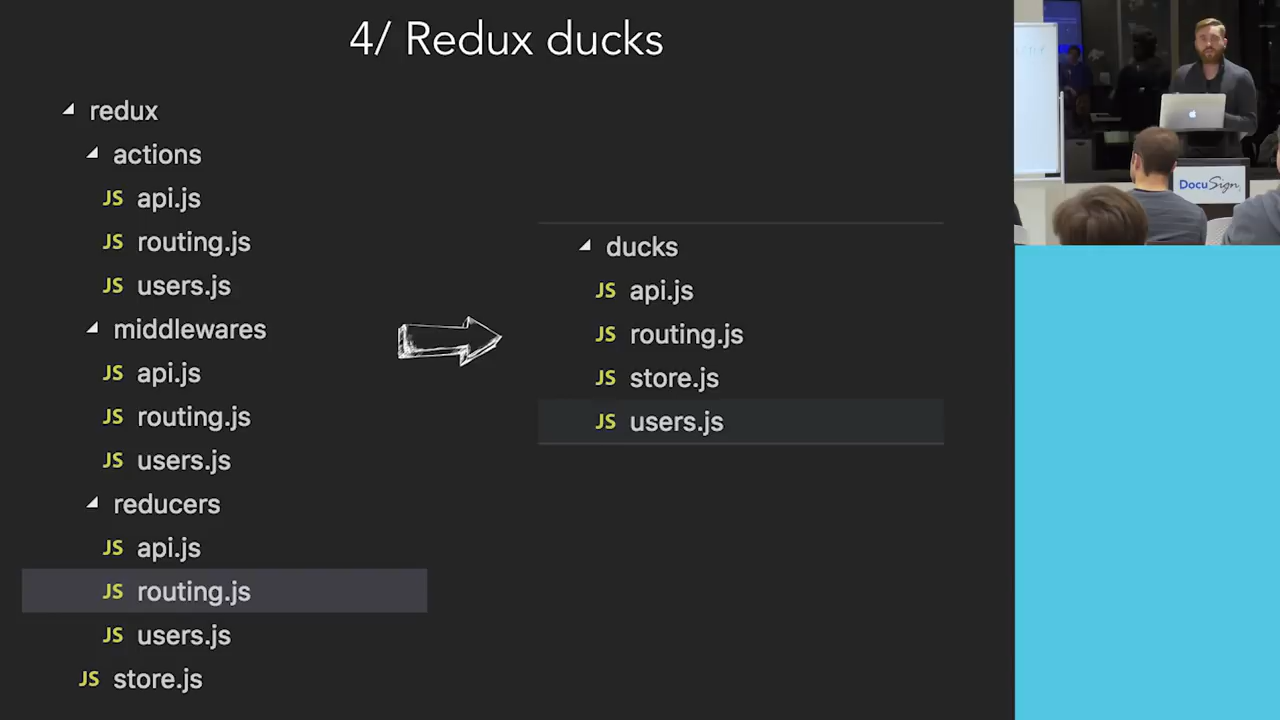 4/ Redux ducks
redux
actions
JS api.js
JS routing.js
JS users.js
middlewares
JS api.js
JS routing.js
JS users.js
reducers
JS api.js
JS routing.js
JS users.js
JS store.js
ducks
JS api.js
JS routing.js
JS store.js
JS users.js
DocuSign